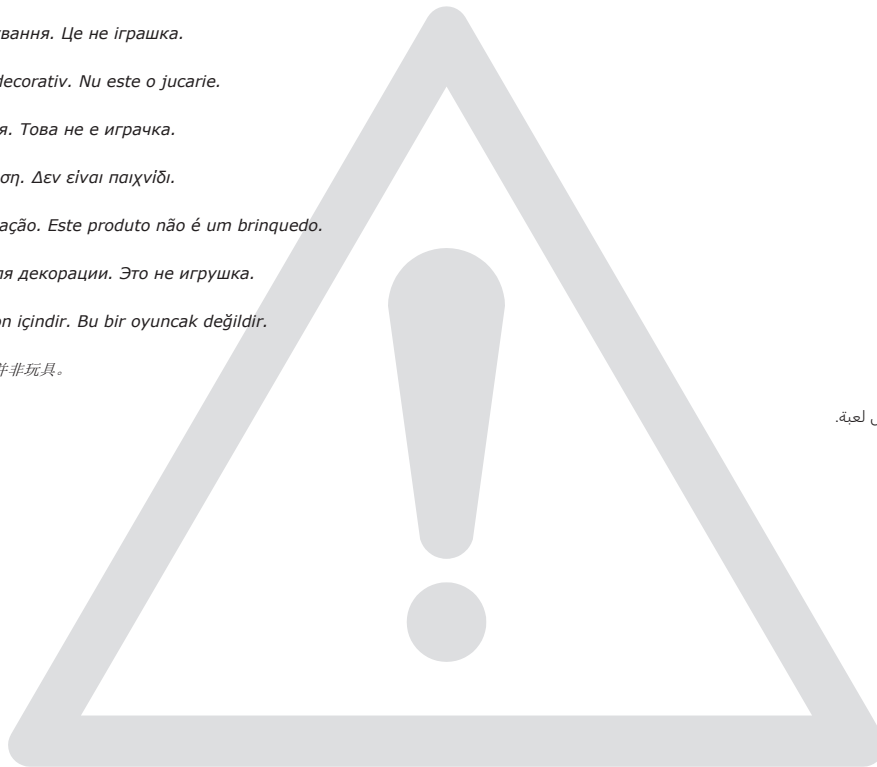 вання. Це не іграшка.
decorativ. Nu este o jucarie.
я. Това не е играчка.
ση. Δεν είναι παιχνίδι.
ação. Este produto não é um brinquedo.
ля декорации. Это не игрушка.
on içindir. Bu bir oyuncak değildir.
并非玩具。
لعبة.